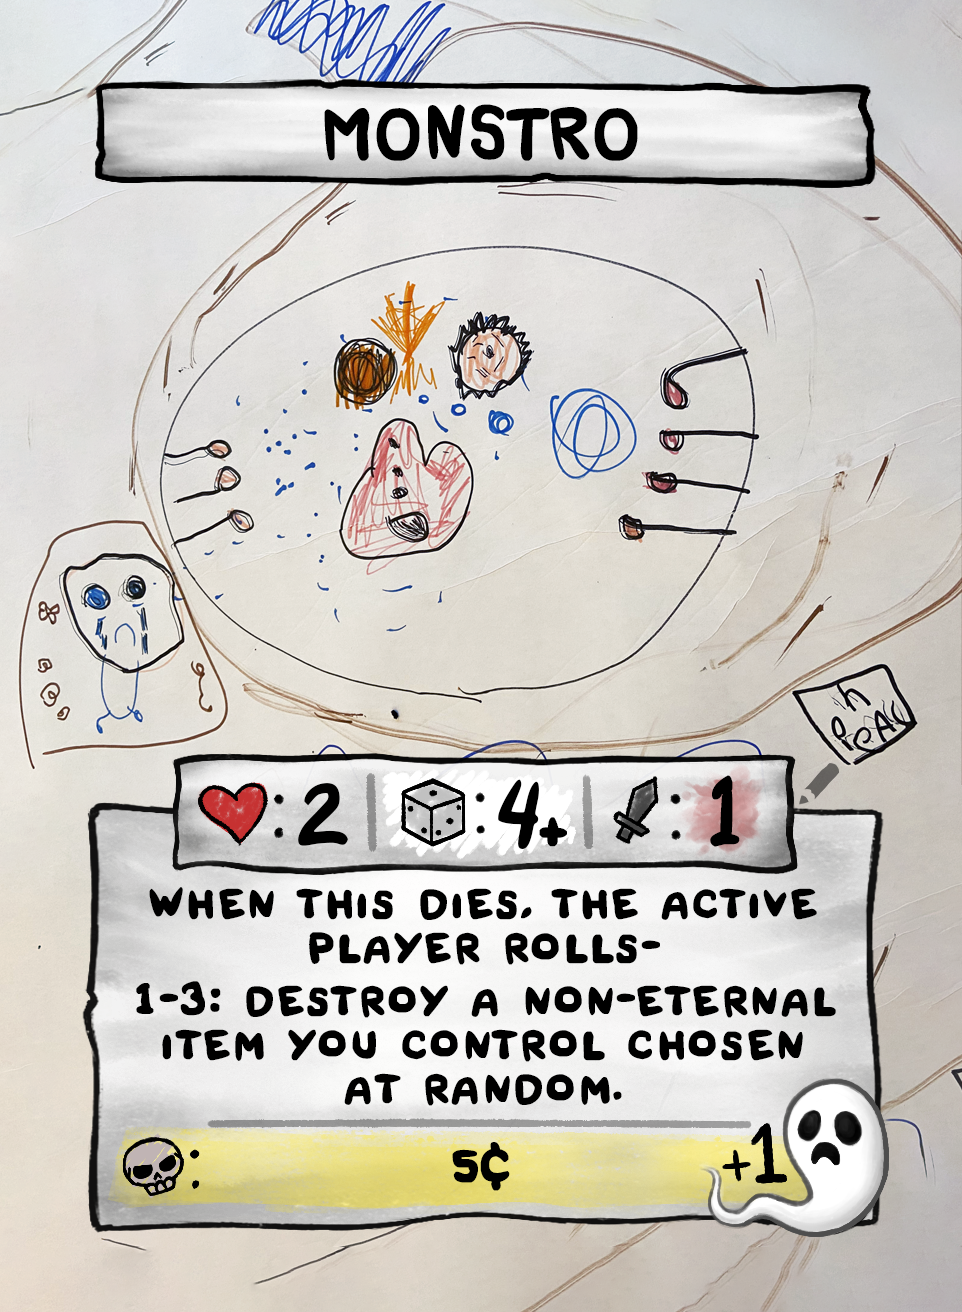 MONSTRO
h
PEAC
: 2 : 4+ : 1
WHEN THIS DIES, THE ACTIVE
PLAYER ROLLS-
1-3: DESTROY A NON-ETERNAL
ITEM YOU CONTROL CHOSEN
AT RANDOM.
: 5¢ +1